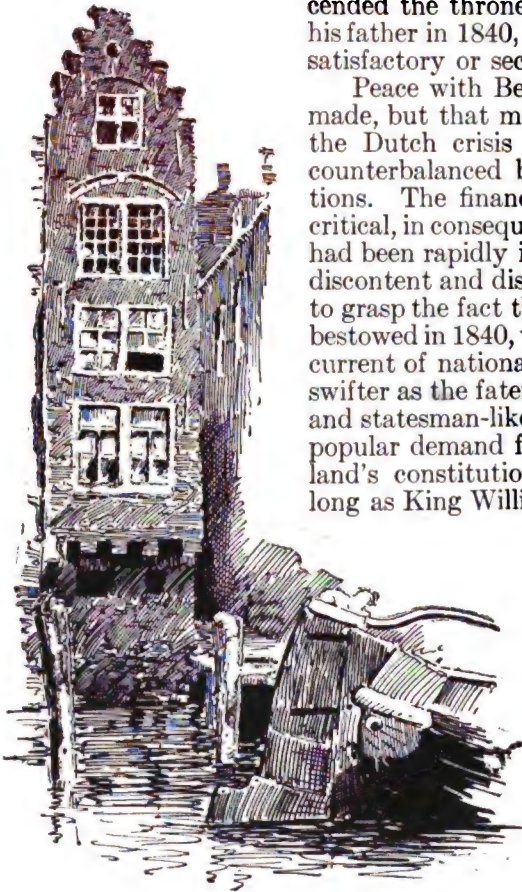 cended the throne
his father in 1840,
satisfactory or sec
Peace with Be
made, but that m
the Dutch crisis
counterbalanced b
tions. The financ
critical, in consequ
had been rapidly i
discontent and dis
to grasp the fact t
bestowed in 1840,
current of national
swifter as the fate
and statesman-like
popular demand f
land's constitutio
long as King Willi